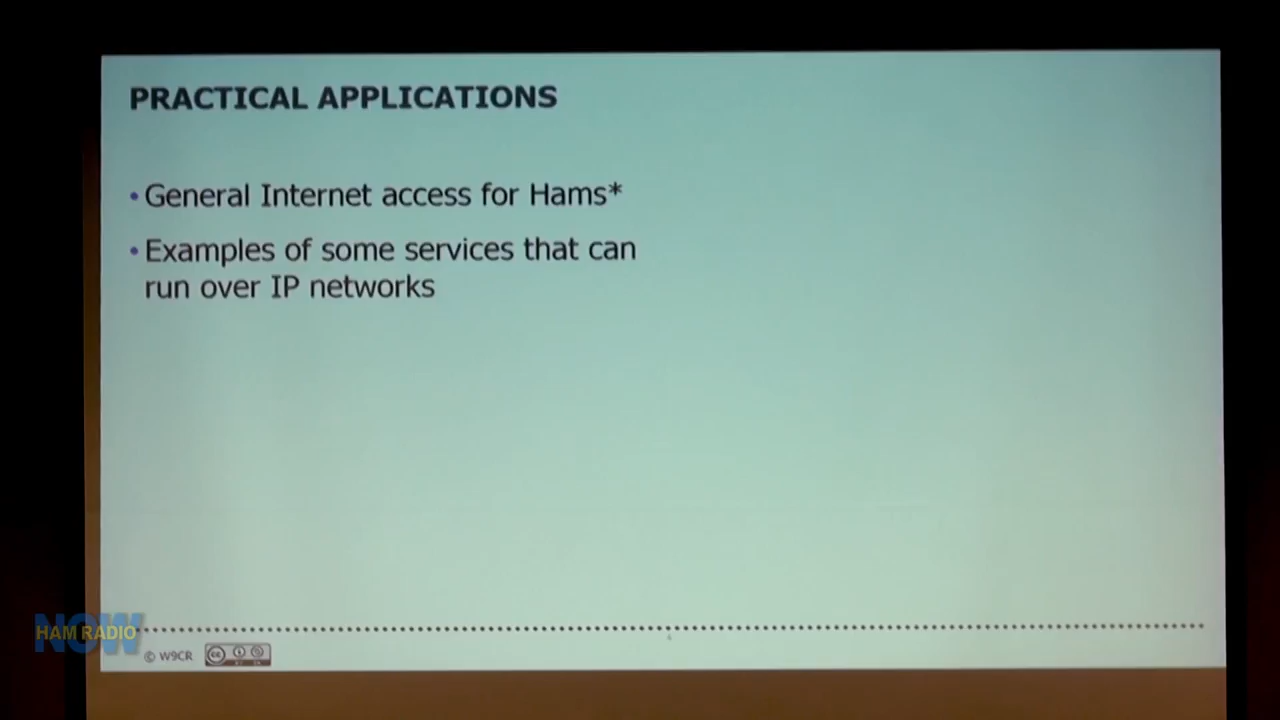 PRACTICAL APPLICATIONS
• General Internet access for Hams*
• Examples of some services that can
run over IP networks
NOW
HAM RADIO
© W9CR
cc